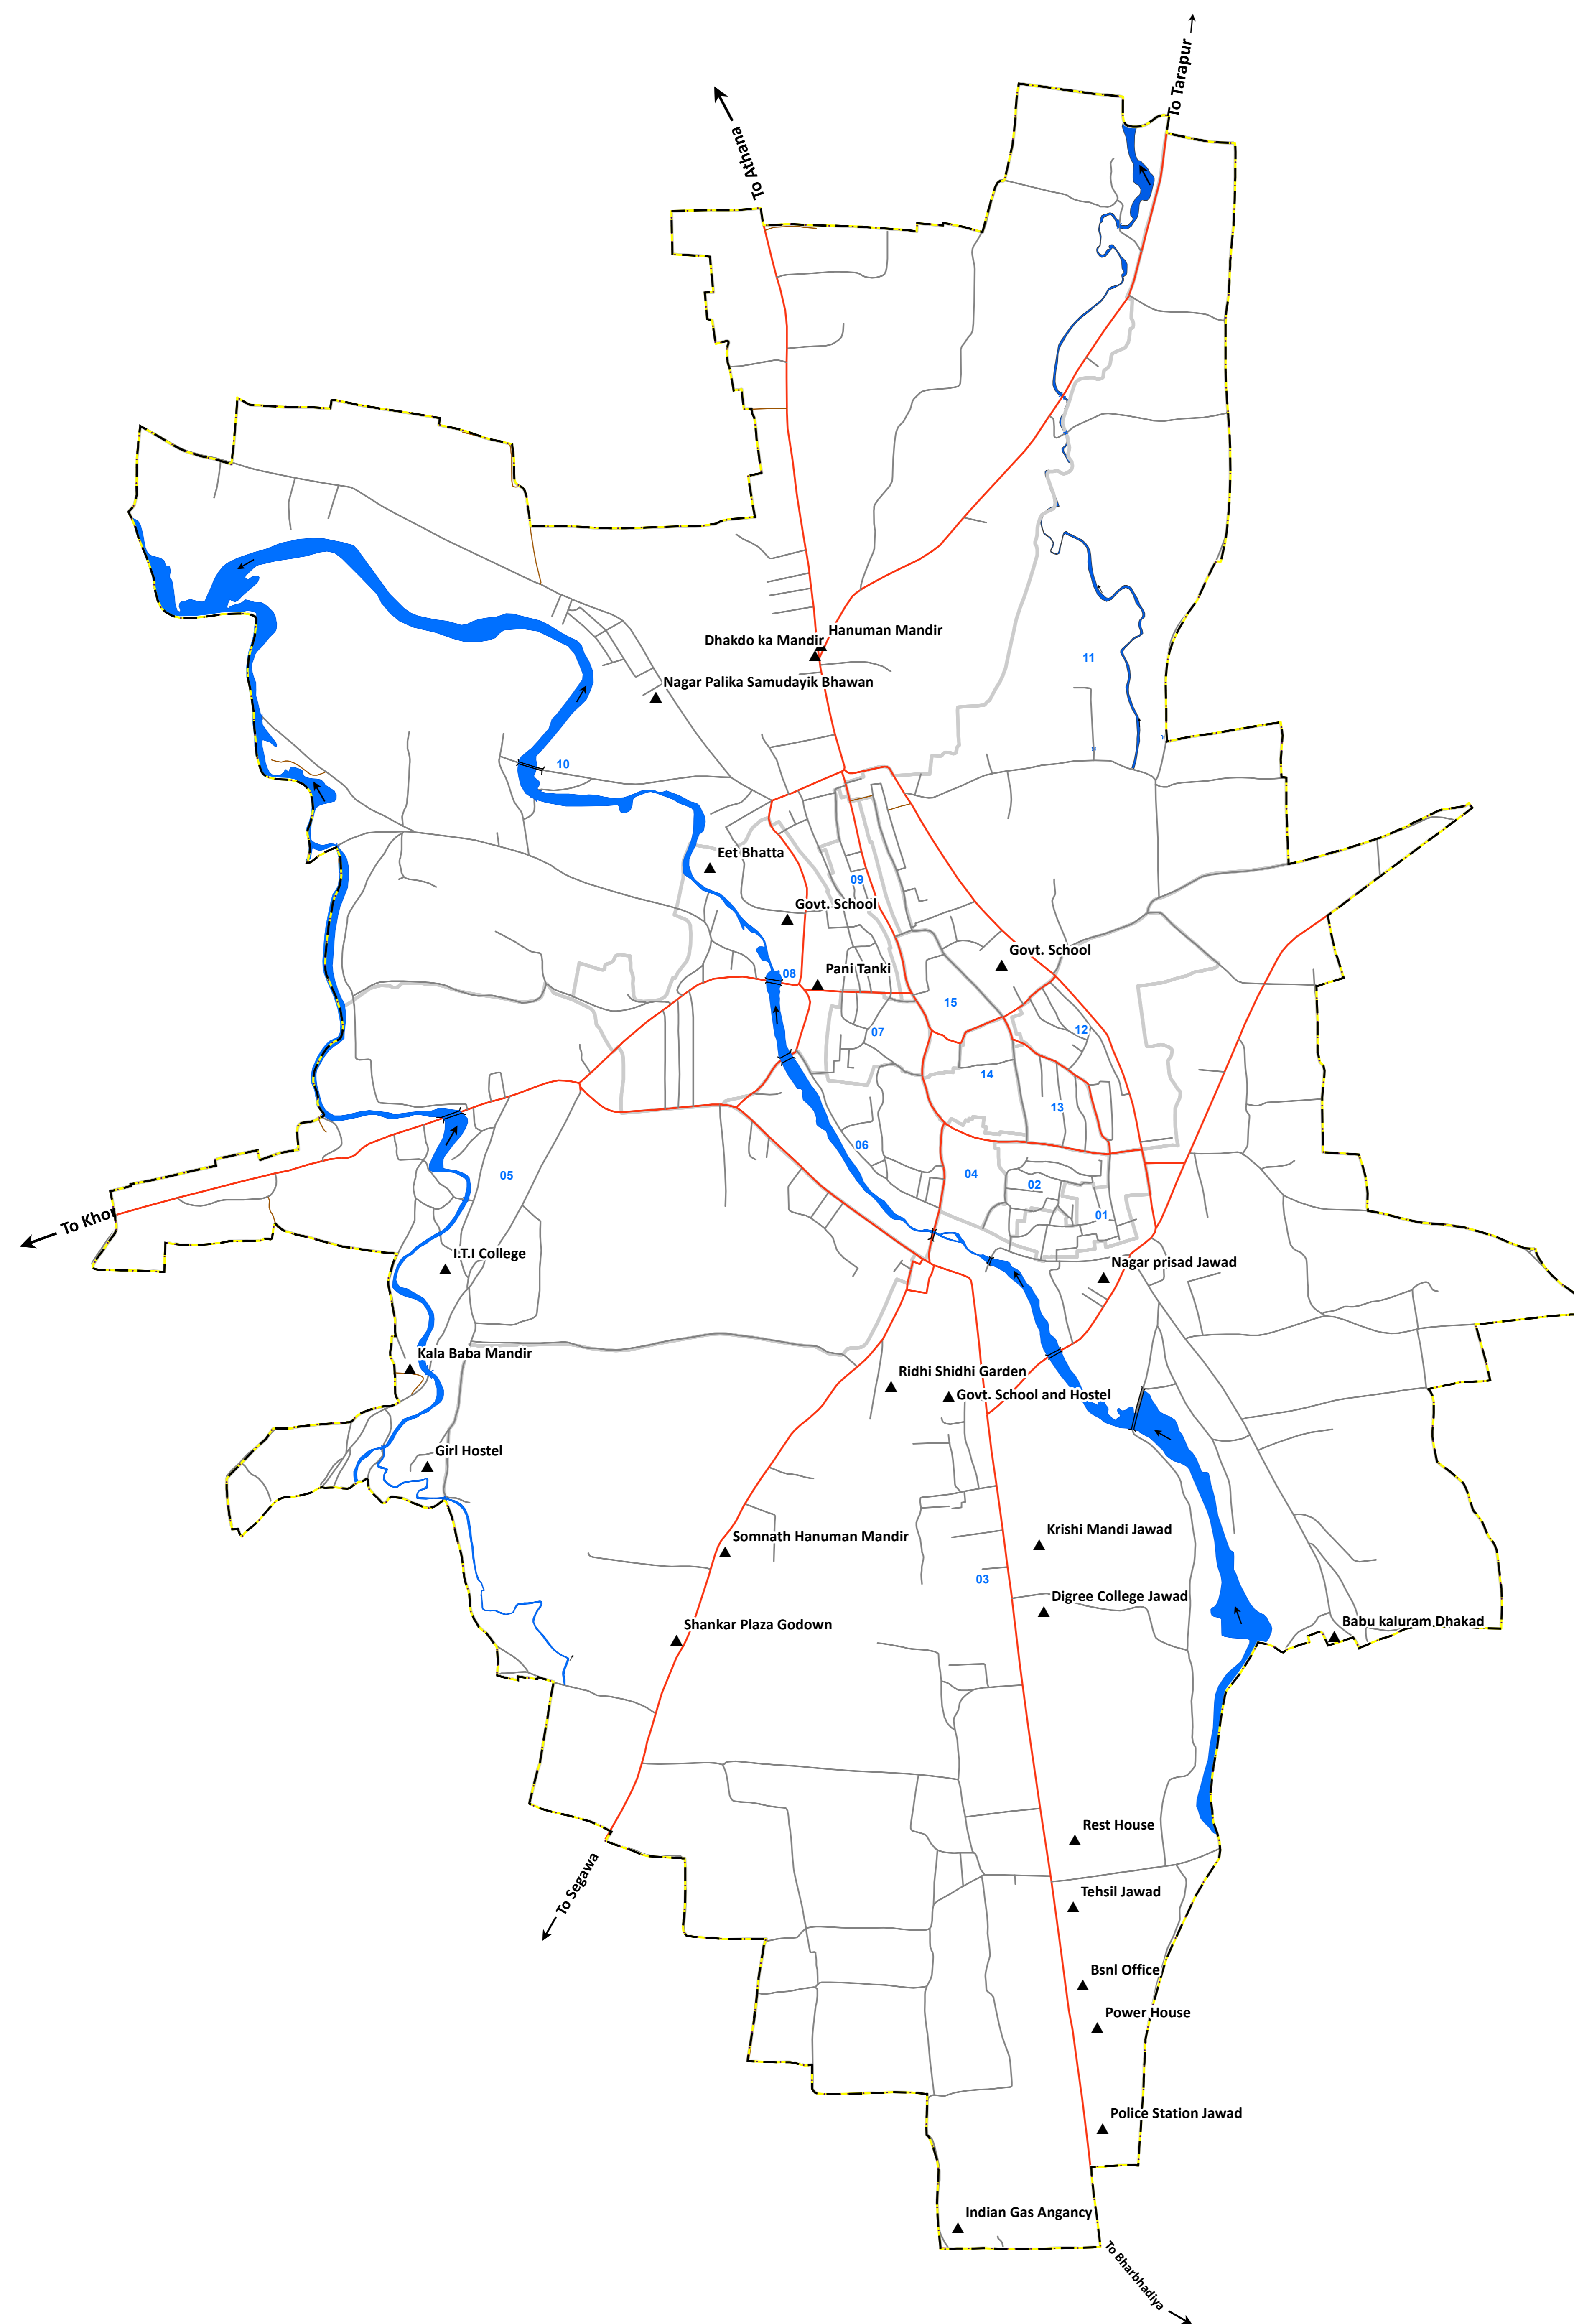 To Tarapur
To Athana
Hanuman Mandir
Dhakdo ka Mandir
11
Nagar Palika Samudayik Bhawan
10
Eet Bhatta
09
Govt. School
Govt. School
08
Pani Tanki
15
12
07
14
13
06
04
05
02
01
To Khor
I.T.I College
Nagar prisad Jawad
Kala Baba Mandir
Ridhi Shidhi Garden
Govt. School and Hostel
Girl Hostel
Krishi Mandi Jawad
Somnath Hanuman Mandir
03
Digree College Jawad
Shankar Plaza Godown
Babu kaluram Dhakad
Rest House
To Segawa
Tehsil Jawad
Bsnl Office
Power House
Police Station Jawad
Indian Gas Angancy
To Bharbhadiya